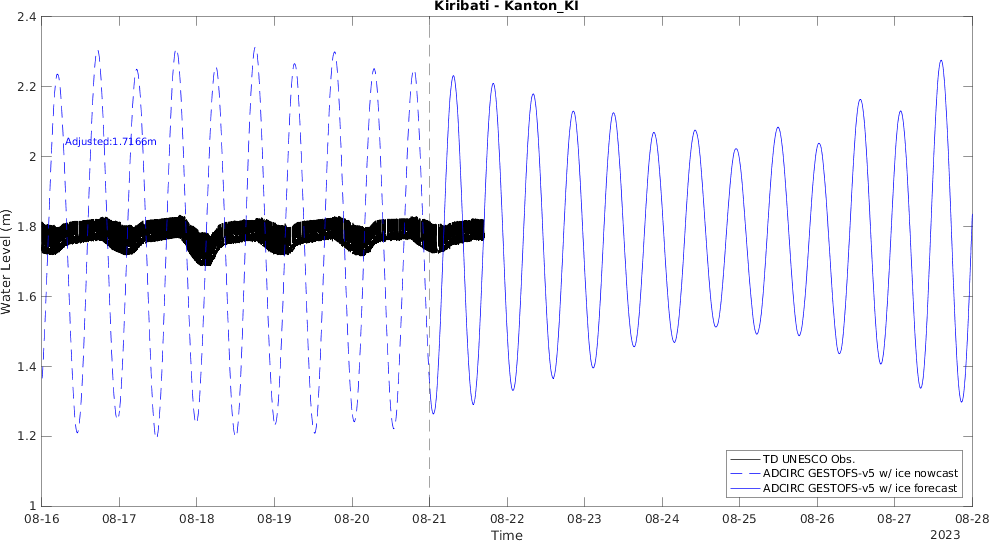 Kiribati - Kanton_KI
2.4
2.2
2
1.8
1.6
1.4
1.2
1
Water Level (m)
Adjusted:1.7166m
TD UNESCO Obs.
ADCIRC GESTOFS-v5 w/ ice nowcast
ADCIRC GESTOFS-v5 w/ ice forecast
08-16 08-17 08-18 08-19 08-20 08-21 08-22 08-23 08-24 08-25 08-26 08-27 08-28
Time
2023